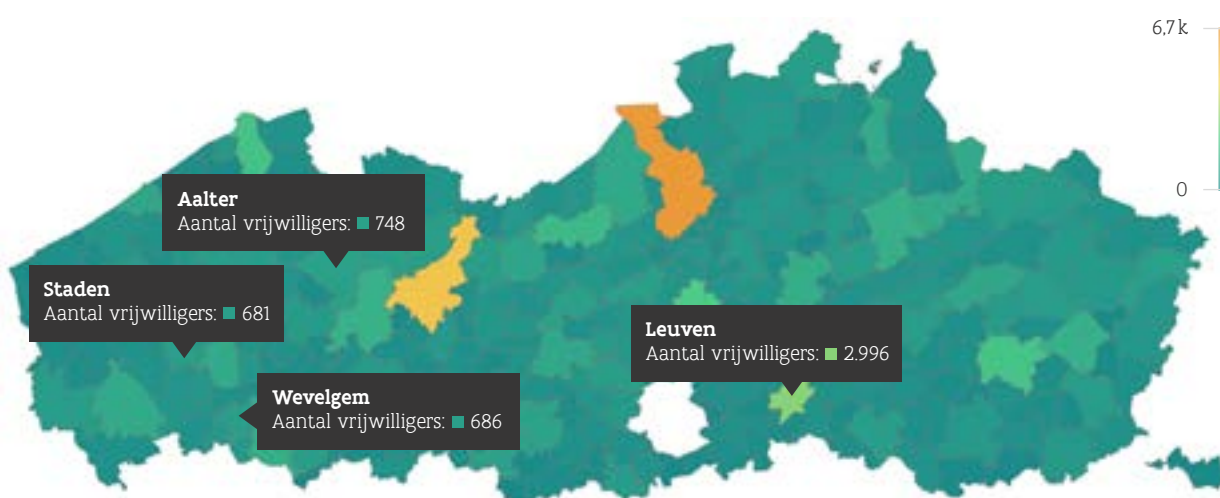 6,7k
0
Aalter
Aantal vrijwilligers: 748
Staden
Aantal vrijwilligers: 681
Leuven
Aantal vrijwilligers: 2.996
Wevelgem
Aantal vrijwilligers: 686